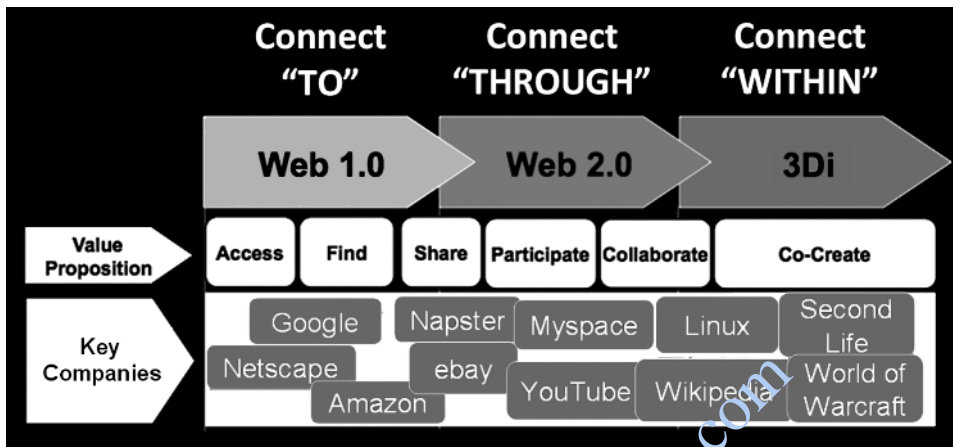 Connect
“TO”
Connect
“THROUGH”
Connect
“WITHIN”
Web 1.0
Web 2.0
3Di
Value
Proposition
Access
Find
Share
Participate
Collaborate
Co-Create
Key
Companies
Google
Napster
Myspace
Linux
Second
Life
Netscape
ebay
Amazon
YouTube
Wikipedia
World of
Warcraft
com